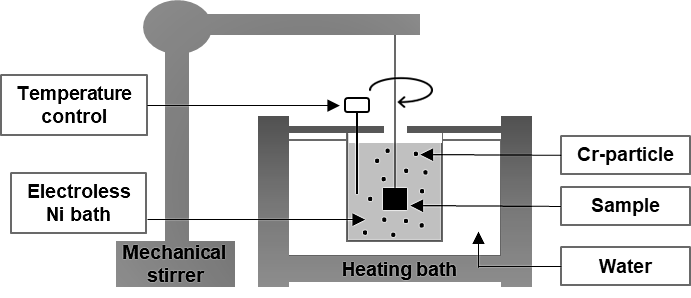 Temperature
control
Electroless
Ni bath
Mechanical
stirrer
Heating bath
Cr-particle
Sample
Water